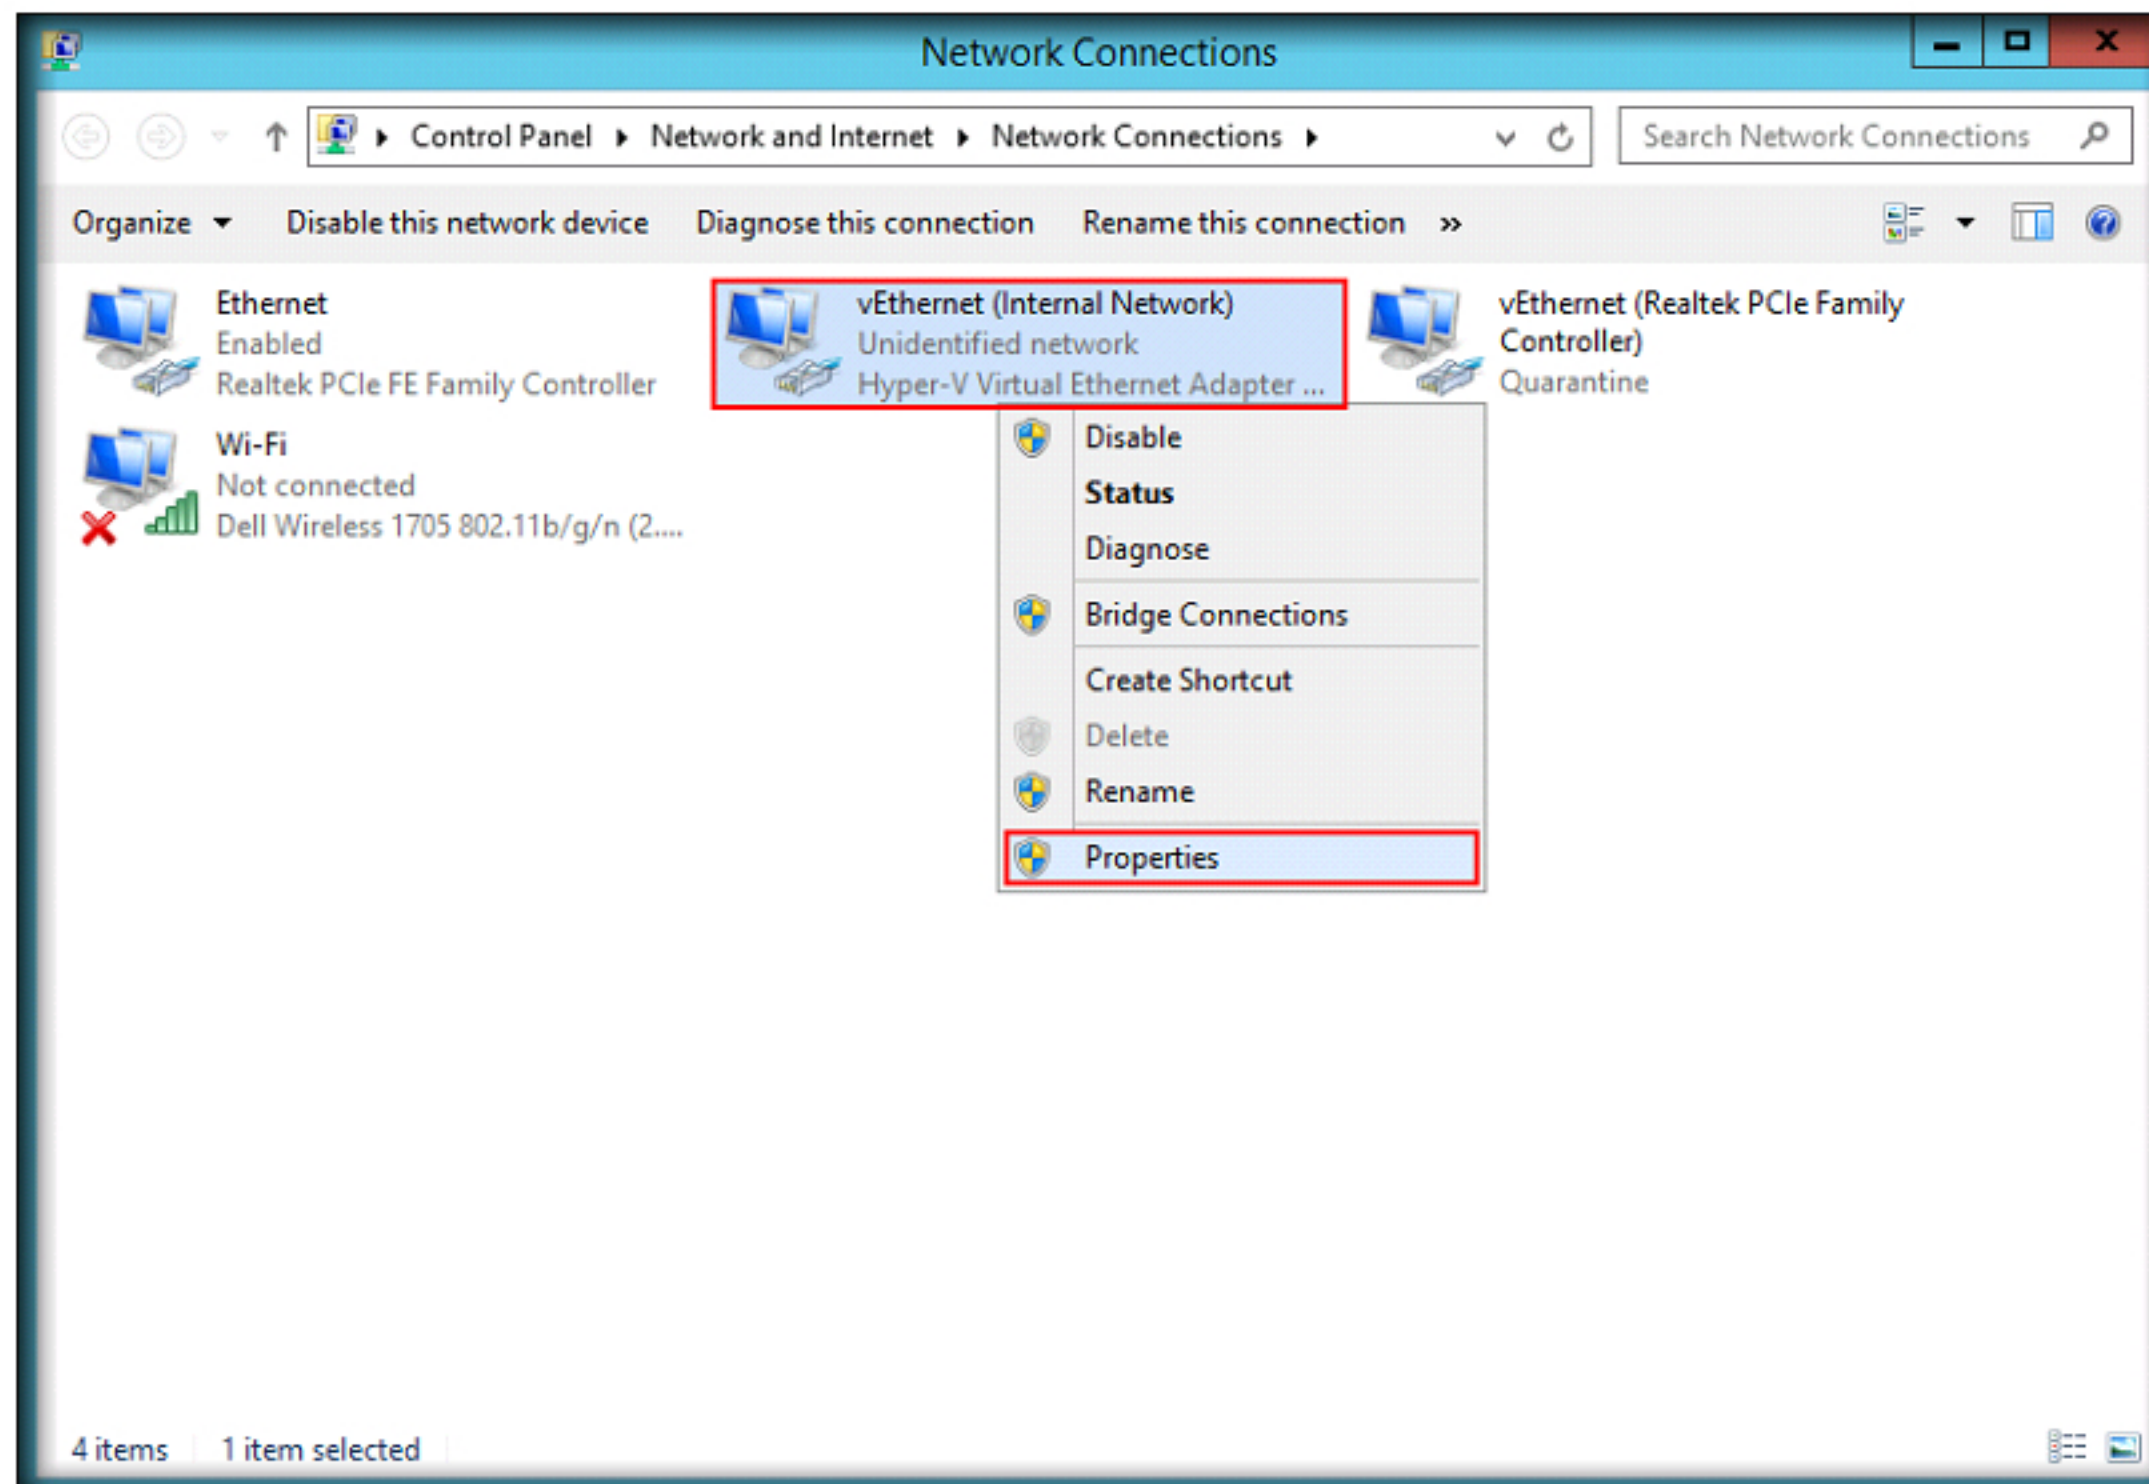 Network Connections
Control Panel Network and Internet Network Connections
Search Network Connections
Organize Disable this network device Diagnose this connection Rename this connection »
Ethernet
Enabled
Realtek PCIe FE Family Controller
vEthernet (Internal Network)
Unidentified network
Hyper-V Virtual Ethernet Adapter ...
vEthernet (Realtek PCIe Family
Controller)
Quarantine
Wi-Fi
Not connected
Dell Wireless 1705 802.11b/g/n (2....
Disable
Status
Diagnose
Bridge Connections
Create Shortcut
Delete
Rename
Properties
4 items 1 item selected